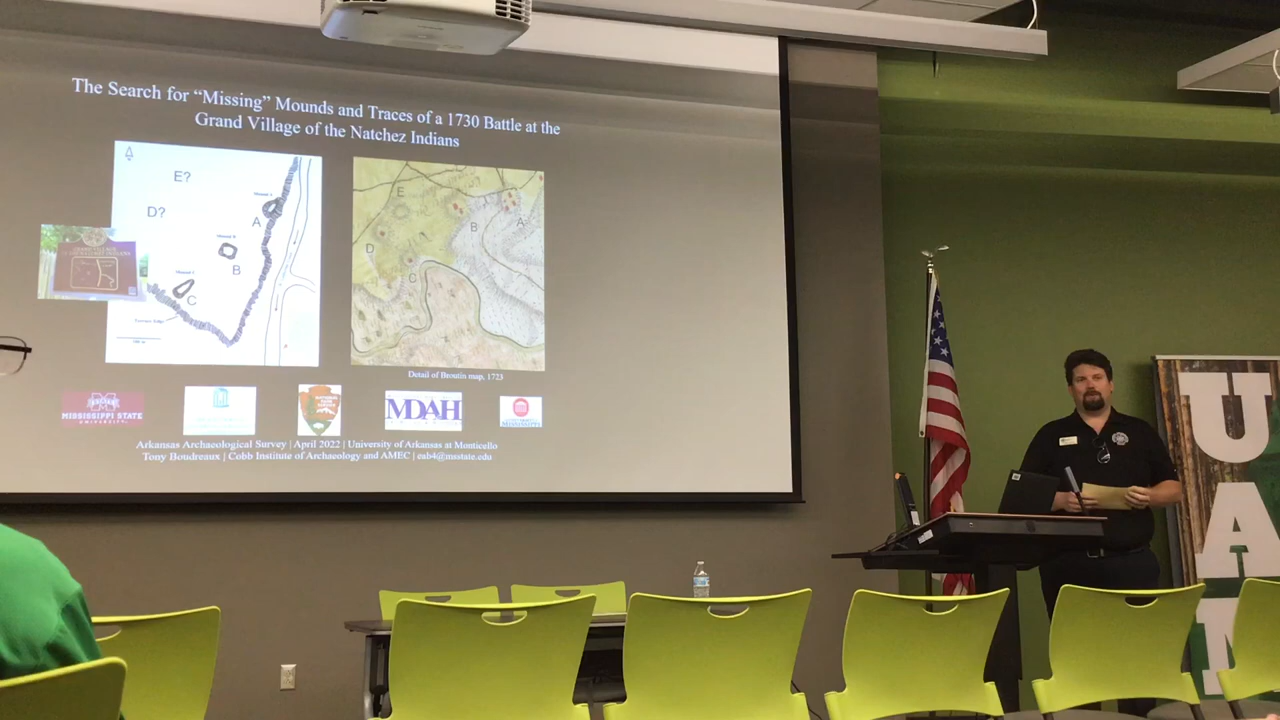 The Search for “Missing” Mounds and Traces of a 1730 Battle at the
Grand Village of the Natchez Indians
E?
D?
A
B
C
E
B
A
D
C
Detail of Broutin map, 1723
MISSISSIPPI STATE
UNIVERSITY
MDAH
MISSISSIPPI
Arkansas Archaeological Survey | April 2022 | University of Arkansas at Monticello
Tony Boudreaux | Cobb Institute of Archaeology and AMEC | eab4@msstate.edu
U
A